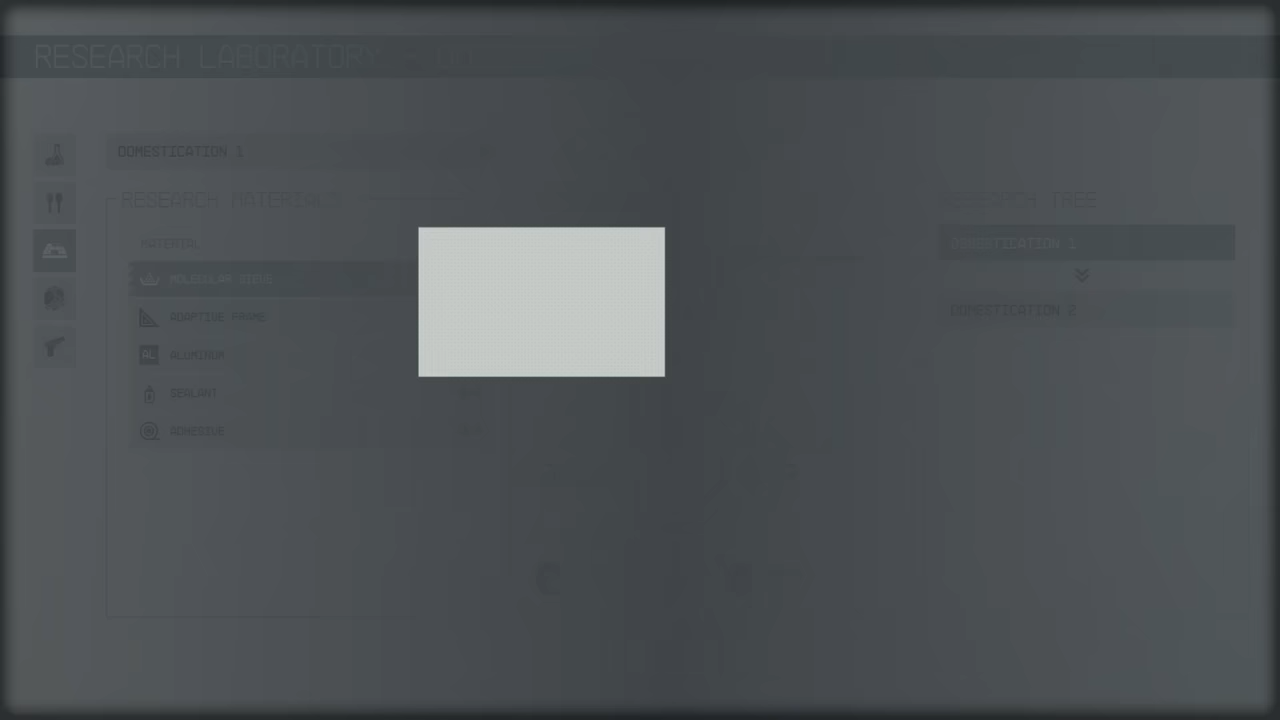 RESEARCH LABORATORY
DOMESTICATION 1
RESEARCH MATERIALS
RESEARCH TREE
MATERIAL
DOMESTICATION 1
MOLECULAR SIEVE
DOMESTICATION 2
ADAPTIVE FRAME
AL
ALUMINUM
SEALANT
ADHESIVE